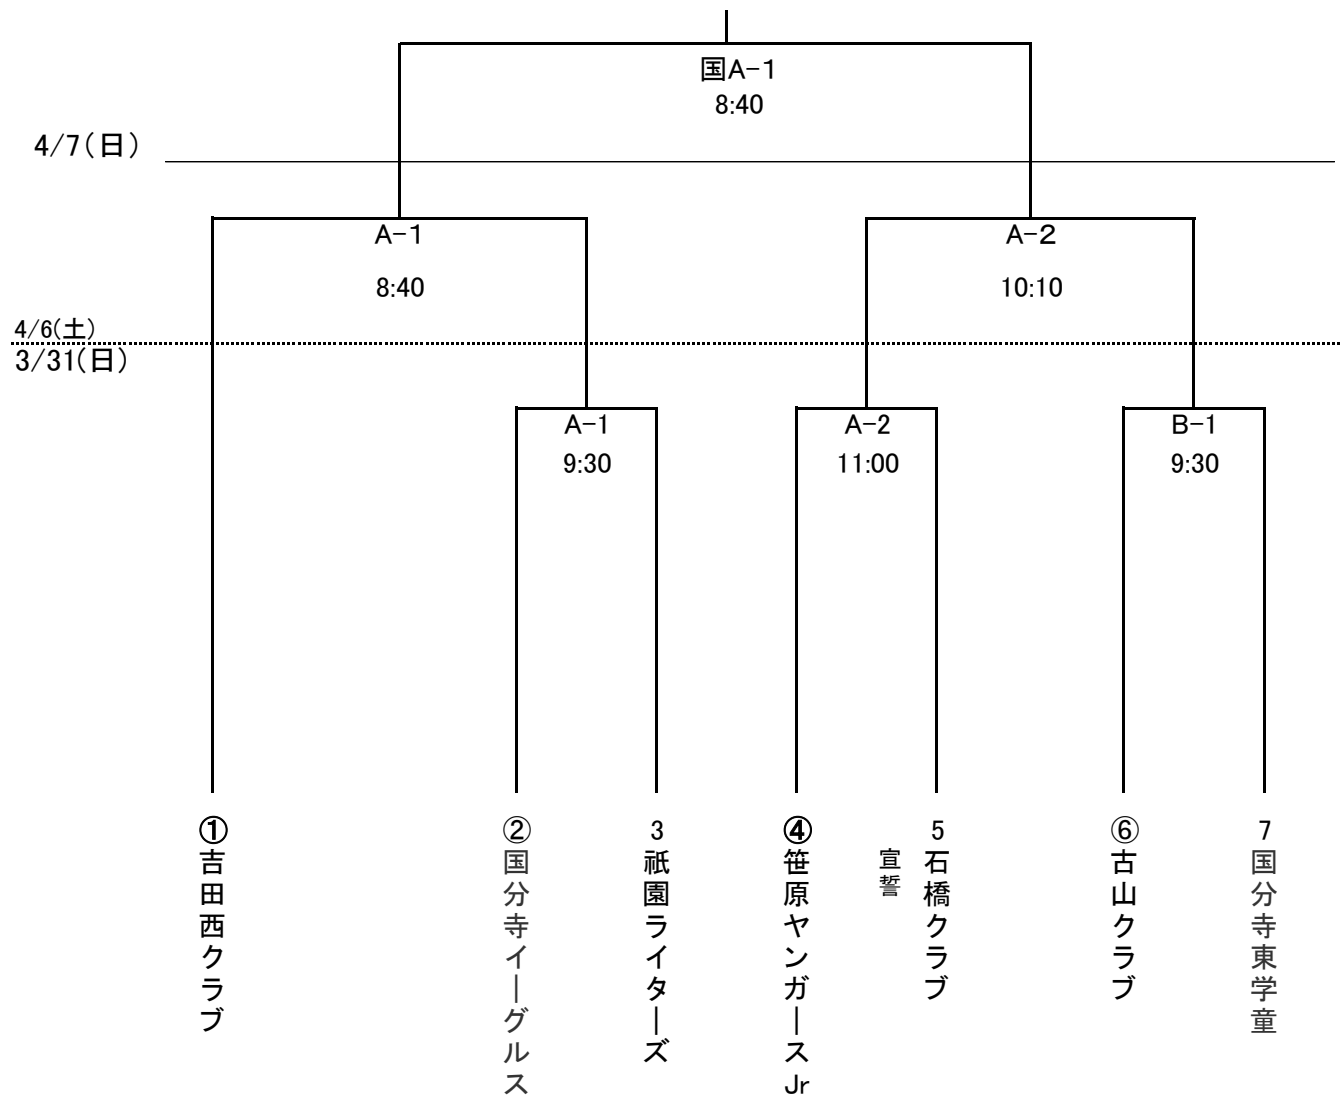 国A-1
8:40
4/7(日)
A-1
A-2
8:40
10:10
4/6(土)
3/31(日)
A-1
A-2
B-1
9:30
11:00
9:30
①吉田西クラブ
②国分寺イーグルス
3祇園ライターズ
④笹原ヤンガースJr
宣誓
5石橋クラブ
⑥古山クラブ
7国分寺東学童